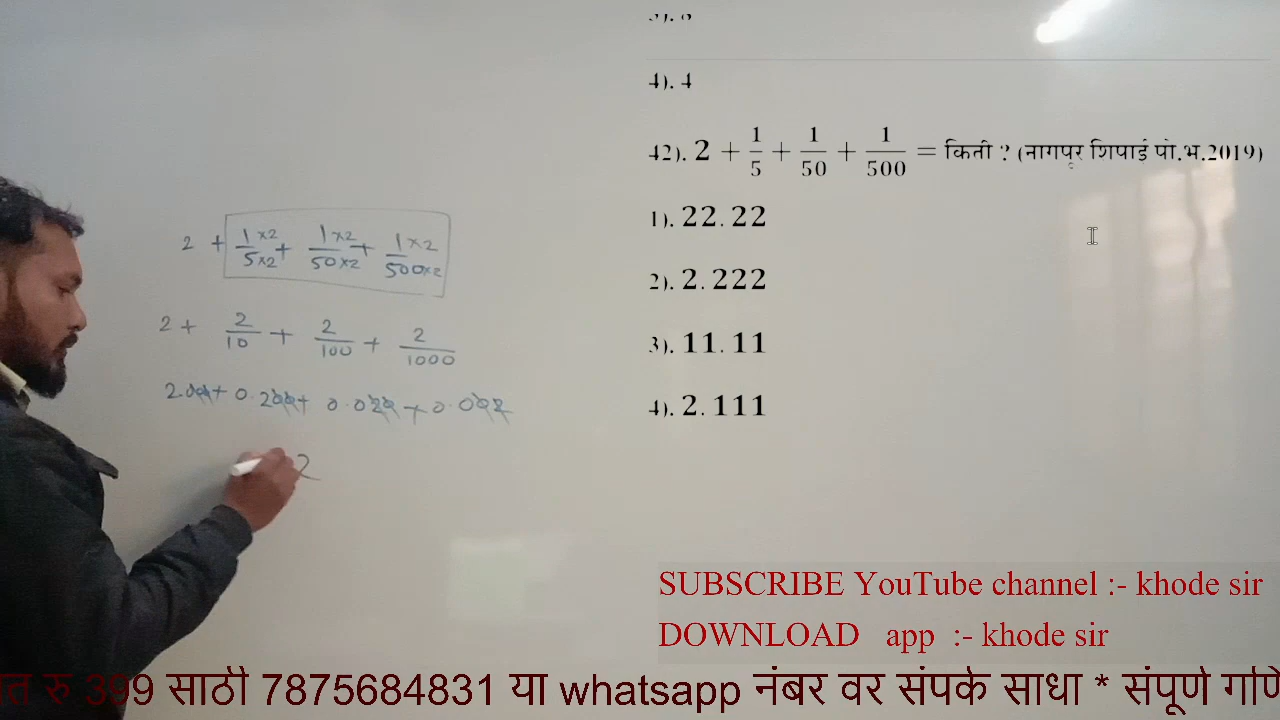 4). 4
42). 2 + 1/5 + 1/50 + 1/500 = किती ? (नागपूर शिपाई पो.भ.2019)
1). 22.22
2). 2.222
3). 11.11
4). 2.111
2 + 1×2/5×2 + 1×2/50×2 + 1×2/500×2
2 + 2/10 + 2/100 + 2/1000
2
SUBSCRIBE YouTube channel :- khode sir
DOWNLOAD app :- khode sir
रु 399 साठी 7875684831 या whatsapp नंबर वर संपर्क साधा * संपूर्ण